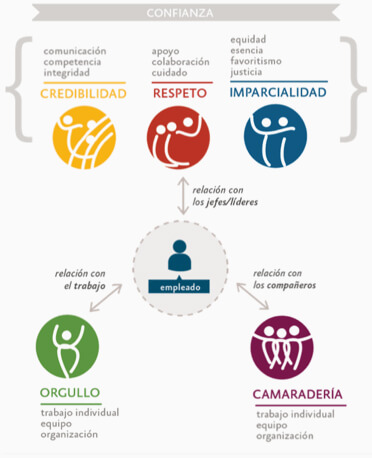 CONFIANZA
comunicación
competencia
integridad
CREDIBILIDAD
apoyo
colaboración
cuidado
RESPETO
equidad
esencia
favoritismo
justicia
IMPARCIALIDAD
relación con
los jefes/líderes
empleado
relación con
el trabajo
relación con
los compañeros
ORGULLO
trabajo individual
equipo
organización
CAMARADERÍA
trabajo individual
equipo
organización